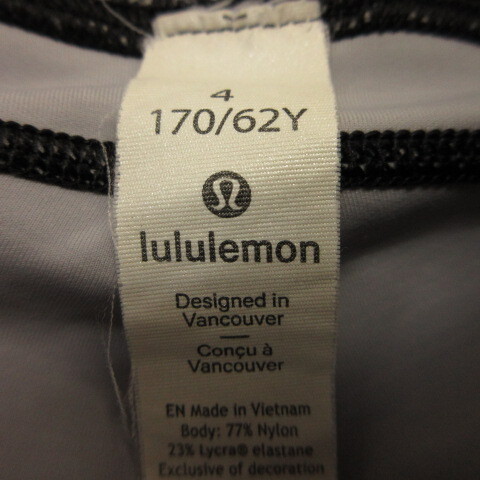 4
170/62Y
lululemon
Designed in
Vancouver
Conçu à
Vancouver
EN Made in Vietnam
Body: 77% Nylon
23% Lycra® elastane
Exclusive of decoration